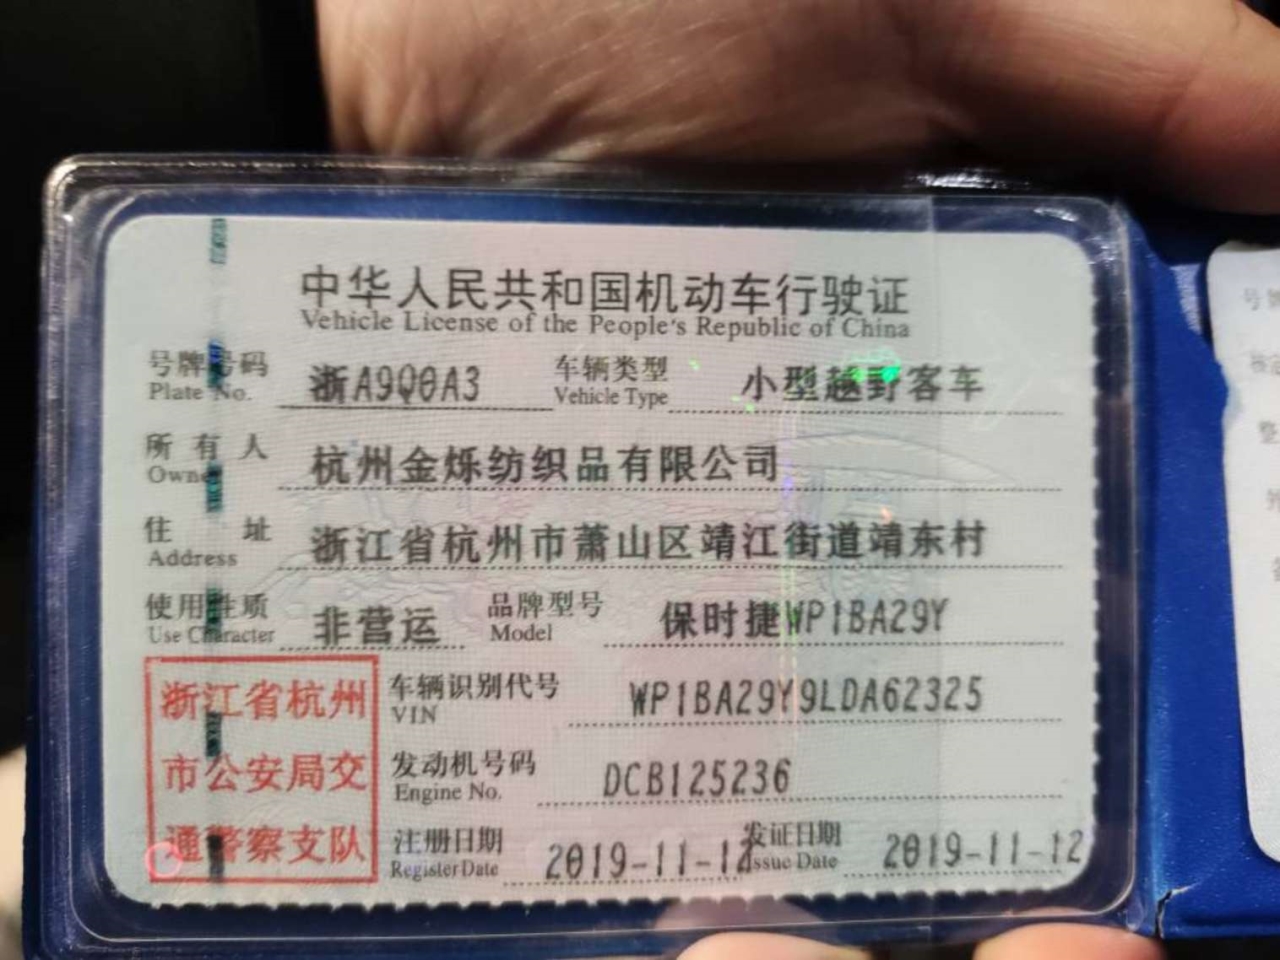 中华人民共和国机动车行驶证
Vehicle License of the People's Republic of China
号牌号码 浙A9Q0A3 车辆类型 小型越野客车
Plate No. Vehicle Type
所有人 杭州金烁纺织品有限公司
Owner
住址 浙江省杭州市萧山区靖江街道靖东村
Address
使用性质 非营运 品牌型号 保时捷WP1BA29Y
Use Character Model
浙江省杭州 车辆识别代号 WP1BA29Y9LDA62325
VIN
市公安局交 发动机号码 DCB125236
Engine No.
通警察支队 注册日期 2019-11-12 发证日期 2019-11-12
Register Date Issue Date